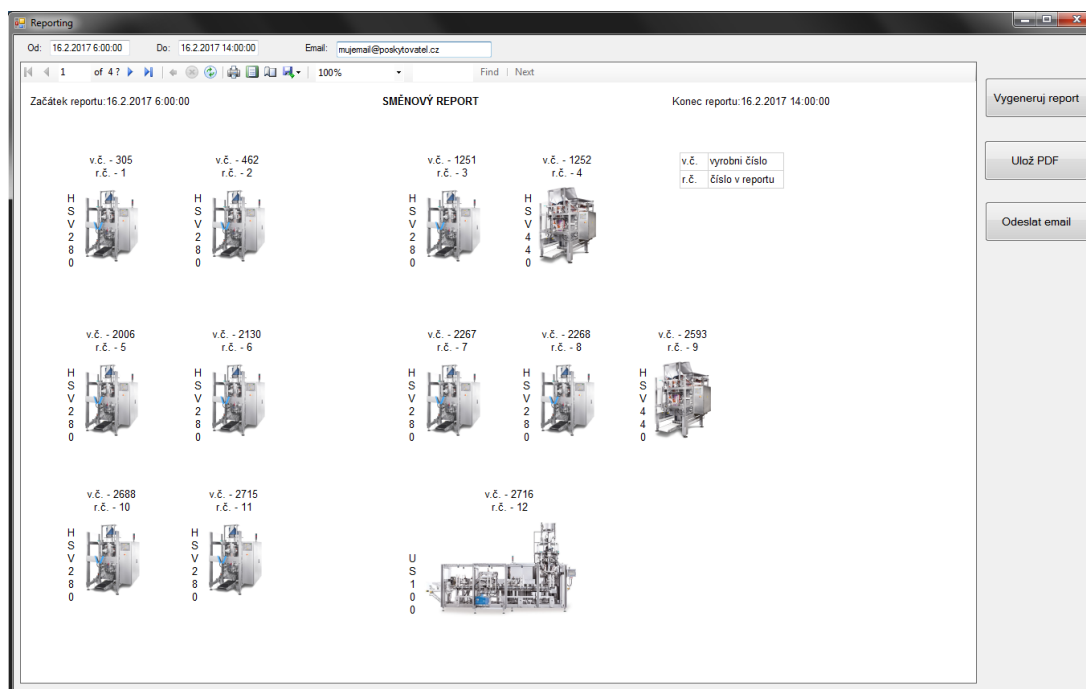 Reporting
Od: 16.2.2017 6:00:00 Do: 16.2.2017 14:00:00 Email: mujemail@poskytovatel.cz
1 of 4 ? 100% Find | Next
Začátek reportu:16.2.2017 6:00:00 SMĚNOVÝ REPORT Konec reportu:16.2.2017 14:00:00
Vygeneruj report
Ulož PDF
Odeslat email
v.č. - 305 v.č. - 462 v.č. - 1251 v.č. - 1252 v.č. vyrobni číslo
r.č. - 1 r.č. - 2 r.č. - 3 r.č. - 4 r.č. číslo v reportu
HSV280 HSV280 HSV280 HSV440
v.č. - 2006 v.č. - 2130 v.č. - 2267 v.č. - 2268 v.č. - 2593
r.č. - 5 r.č. - 6 r.č. - 7 r.č. - 8 r.č. - 9
HSV280 HSV280 HSV280 HSV280 HSV440
v.č. - 2688 v.č. - 2715 v.č. - 2716
r.č. - 10 r.č. - 11 r.č. - 12
HSV280 HSV280 US100